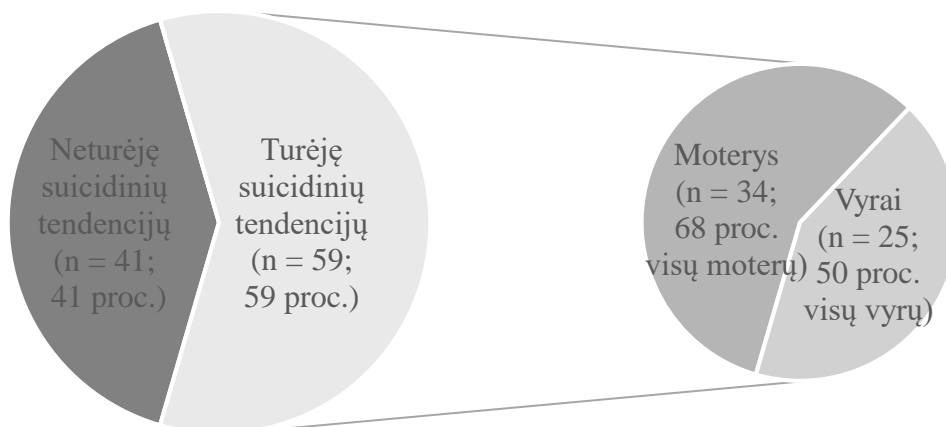 Neturėję
suicidinių
tendencijų
(n = 41;
41 proc.)
Turėję
suicidinių
tendencijų
(n = 59;
59 proc.)
Moterys
(n = 34;
68 proc.
visų moterų)
Vyrai
(n = 25;
50 proc.
visų vyrų)